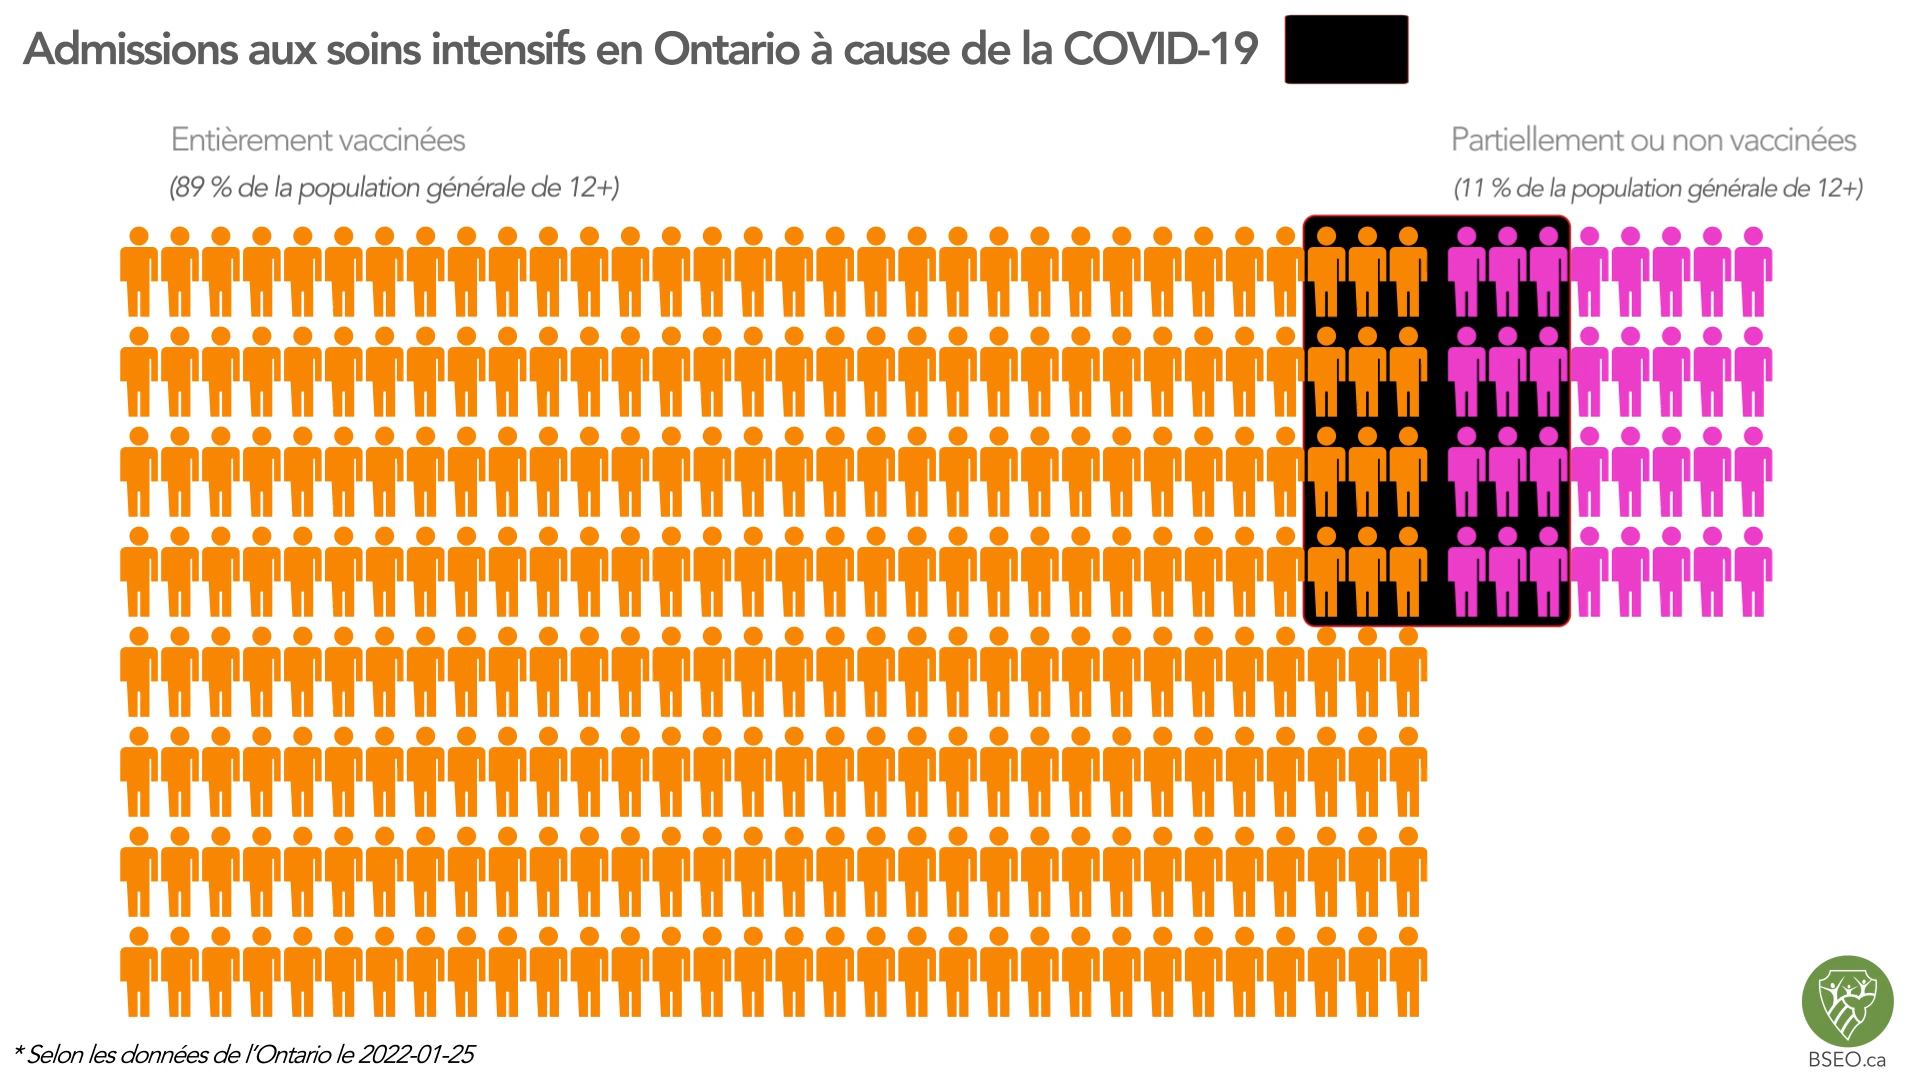 Admissions aux soins intensifs en Ontario à cause de la COVID-19
Entièrement vaccinées
(89 % de la population générale de 12+)
Partiellement ou non vaccinées
(11 % de la population générale de 12+)
* Selon les données de l'Ontario le 2022-01-25
BSEO.ca